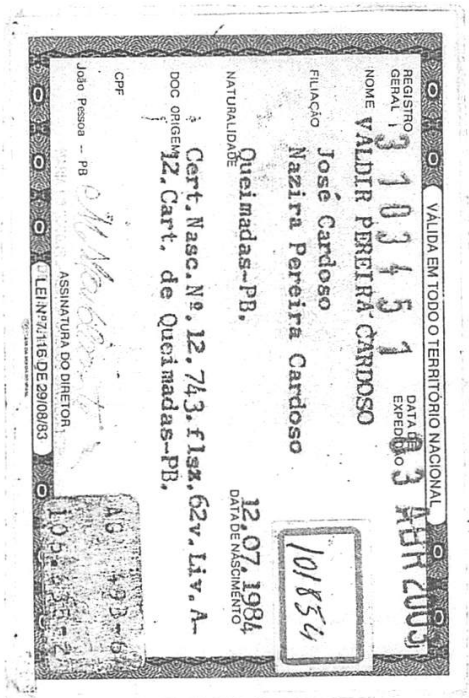 VÁLIDA EM TODO O TERRITÓRIO NACIONAL
REGISTRO GERAL 3103451 DATA DE EXPEDIÇÃO 03 ABR 2003
NOME VALDIR PEREIRA CARDOSO
FILIAÇÃO José Cardoso
Nazira Pereira Cardoso
NATURALIDADE DATA DE NASCIMENTO
Queimadas-PB. 12.07.1984
DOC ORIGEM Cert.Nasc.Nº.12.743.flsz.62v.Liv.A-
12.Cart. de Queimadas-PB.
CPF
João Pessoa -- PB
ASSINATURA DO DIRETOR
LEI Nº 7.116 DE 29/08/83
101854